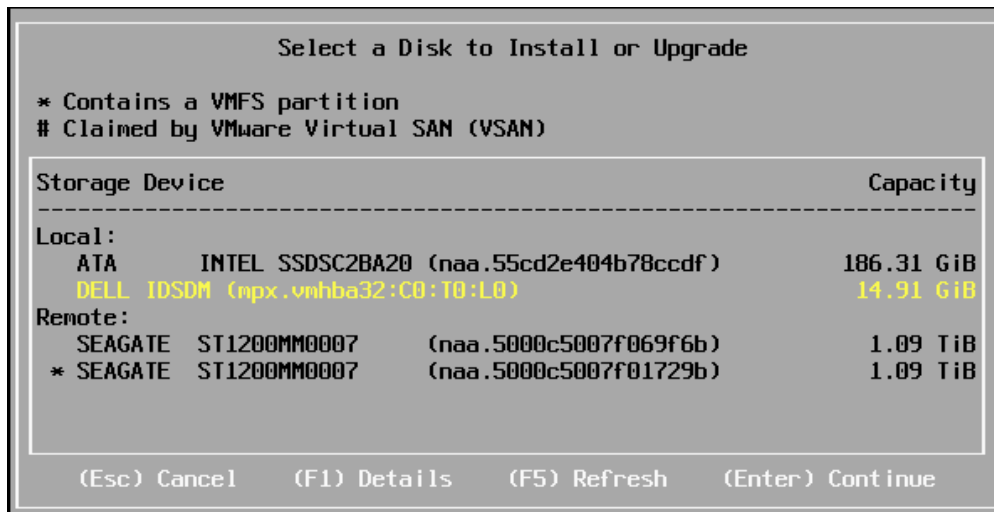 Select a Disk to Install or Upgrade
* Contains a VMFS partition
# Claimed by VMware Virtual SAN (VSAN)
Storage Device Capacity
--------------------------------------------------------------------------
Local:
ATA INTEL SSDSC2BA20 (naa.55cd2e404b78ccdf) 186.31 GiB
DELL IDSDM (mpx.vmhba32:C0:T0:L0) 14.91 GiB
Remote:
SEAGATE ST1200MM0007 (naa.5000c5007f069f6b) 1.09 TiB
* SEAGATE ST1200MM0007 (naa.5000c5007f01729b) 1.09 TiB
(Esc) Cancel (F1) Details (F5) Refresh (Enter) Continue